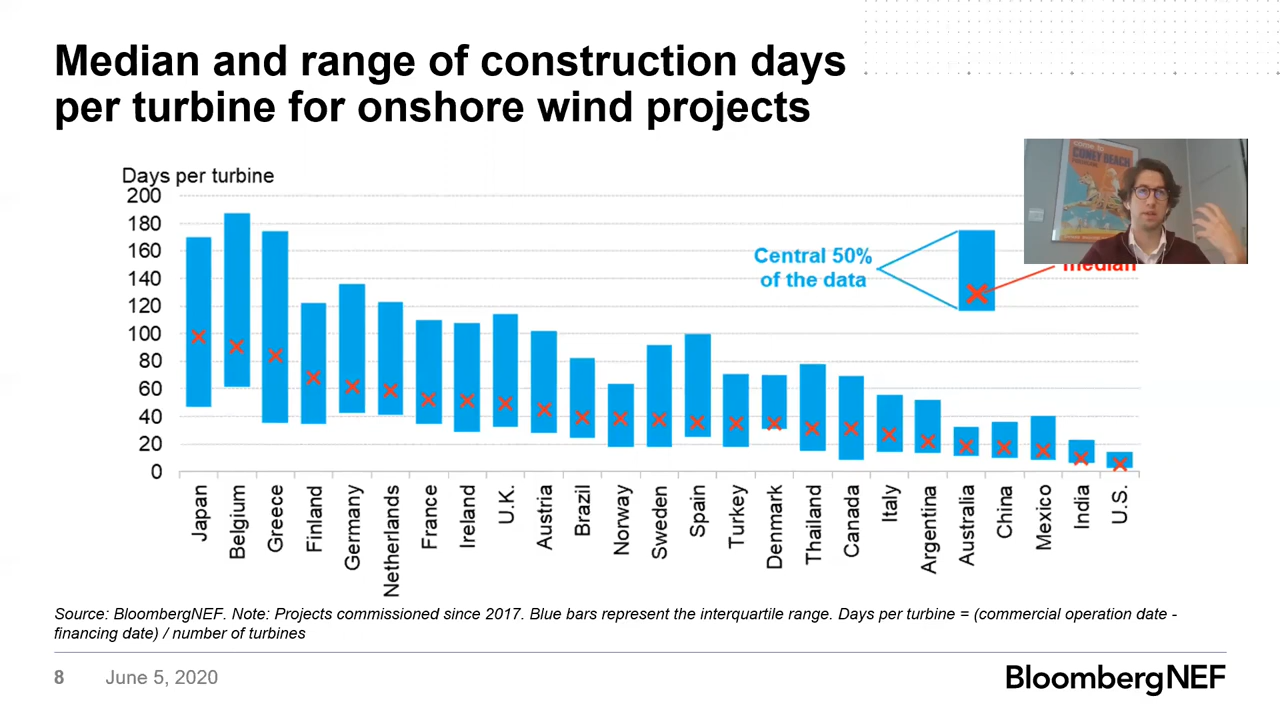 Median and range of construction days
per turbine for onshore wind projects
CONEY BEACH
Days per turbine
200
180
160
140
120
100
80
60
40
20
0
Central 50%
of the data
median
Japan
Belgium
Greece
Finland
Germany
Netherlands
France
Ireland
U.K.
Austria
Brazil
Norway
Sweden
Spain
Turkey
Denmark
Thailand
Canada
Italy
Argentina
Australia
China
Mexico
India
U.S.
Source: BloombergNEF. Note: Projects commissioned since 2017. Blue bars represent the interquartile range. Days per turbine = (commercial operation date -
financing date) / number of turbines
8 June 5, 2020
BloombergNEF